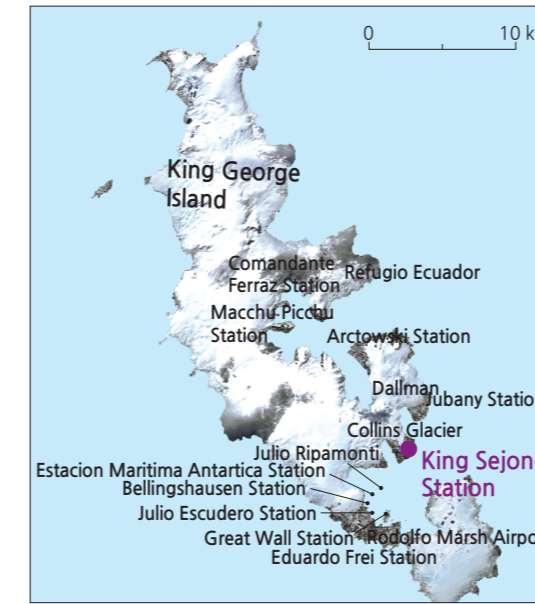 0 10 k
King George
Island
Comandante
Ferraz Station
Refugio Ecuador
Macchu Picchu
Station
Arctowski Station
Dallman
Jubany Statio
Collins Glacier
Julio Ripamonti
King Sejong
Station
Estacion Maritima Antartica Station
Bellingshausen Station
Julio Escudero Station
Great Wall Station
Rodolfo Marsh Airpo
Eduardo Frei Station